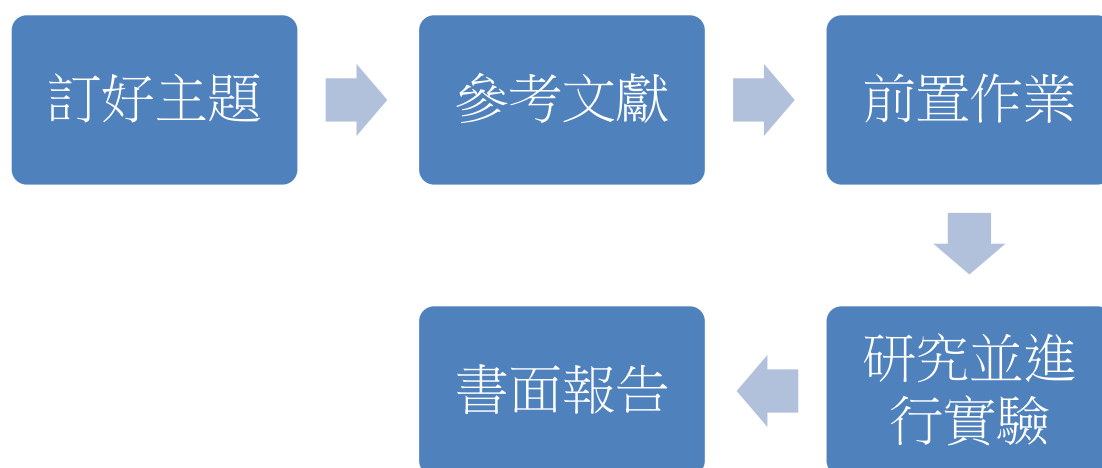 訂好主題
參考文獻
前置作業
研究並進
行實驗
書面報告